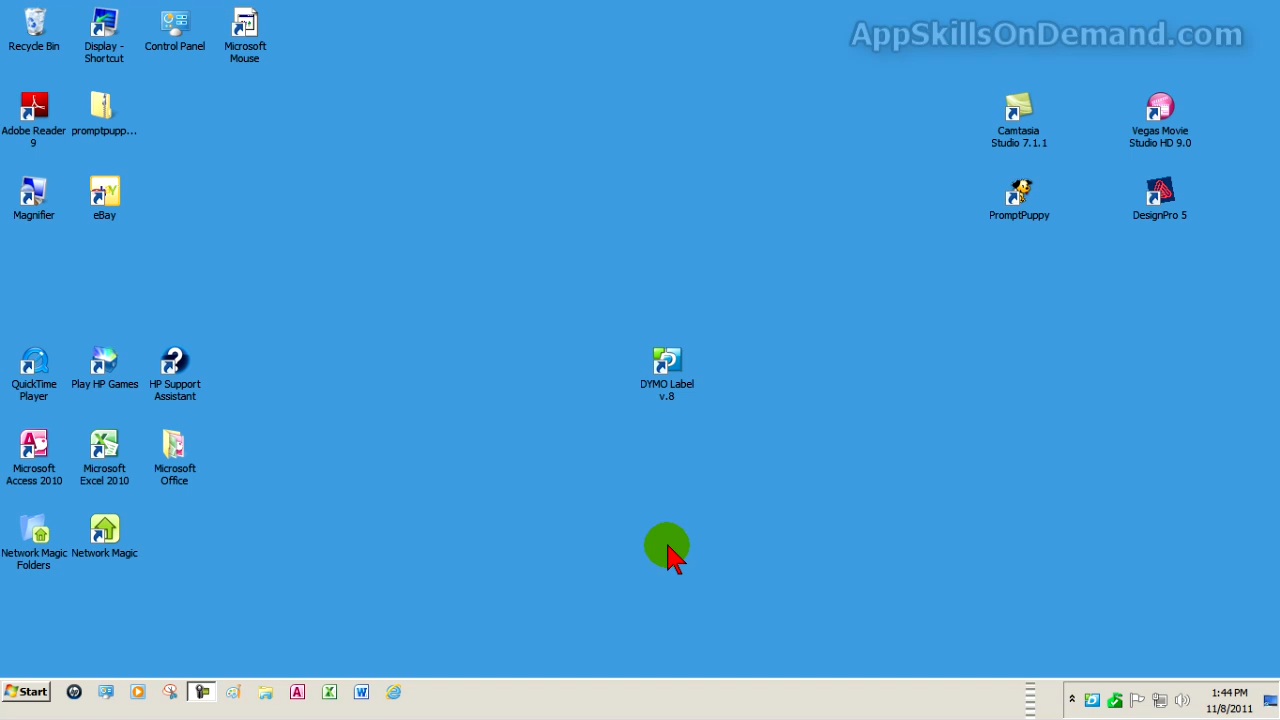 AppSkillsOnDemand.com
Recycle Bin
Display -
Shortcut
Control Panel
Microsoft
Mouse
Adobe Reader
9
promptpupp...
Camtasia
Studio 7.1.1
Vegas Movie
Studio HD 9.0
Magnifier
eBay
PromptPuppy
DesignPro 5
QuickTime
Player
Play HP Games
HP Support
Assistant
DYMO Label
v.8
Microsoft
Access 2010
Microsoft
Excel 2010
Microsoft
Office
Network Magic
Folders
Network Magic
Start
1:44 PM
11/8/2011